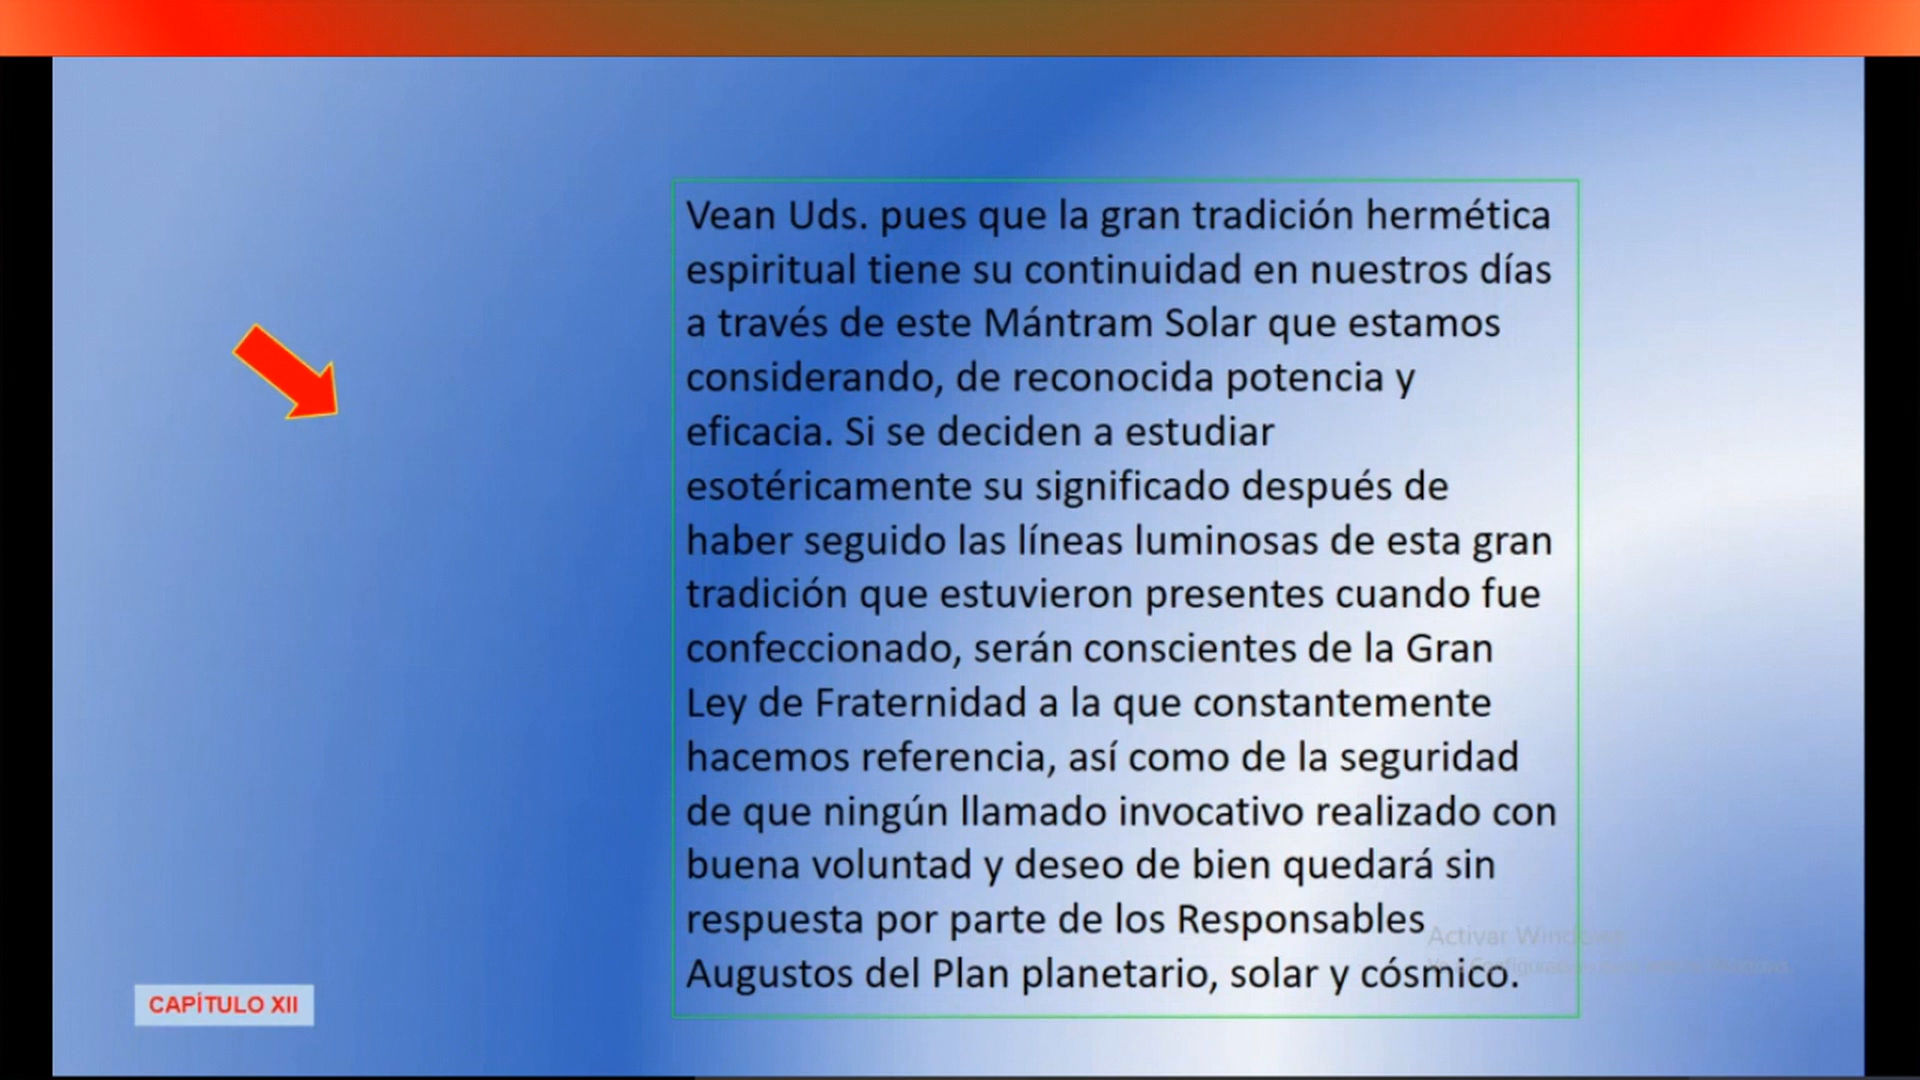 Vean Uds. pues que la gran tradición hermética
espiritual tiene su continuidad en nuestros días
a través de este Mántram Solar que estamos
considerando, de reconocida potencia y
eficacia. Si se deciden a estudiar
esotéricamente su significado después de
haber seguido las líneas luminosas de esta gran
tradición que estuvieron presentes cuando fue
confeccionado, serán conscientes de la Gran
Ley de Fraternidad a la que constantemente
hacemos referencia, así como de la seguridad
de que ningún llamado invocativo realizado con
buena voluntad y deseo de bien quedará sin
respuesta por parte de los Responsables
Augustos del Plan planetario, solar y cósmico.
Activar Windows
CAPÍTULO XII